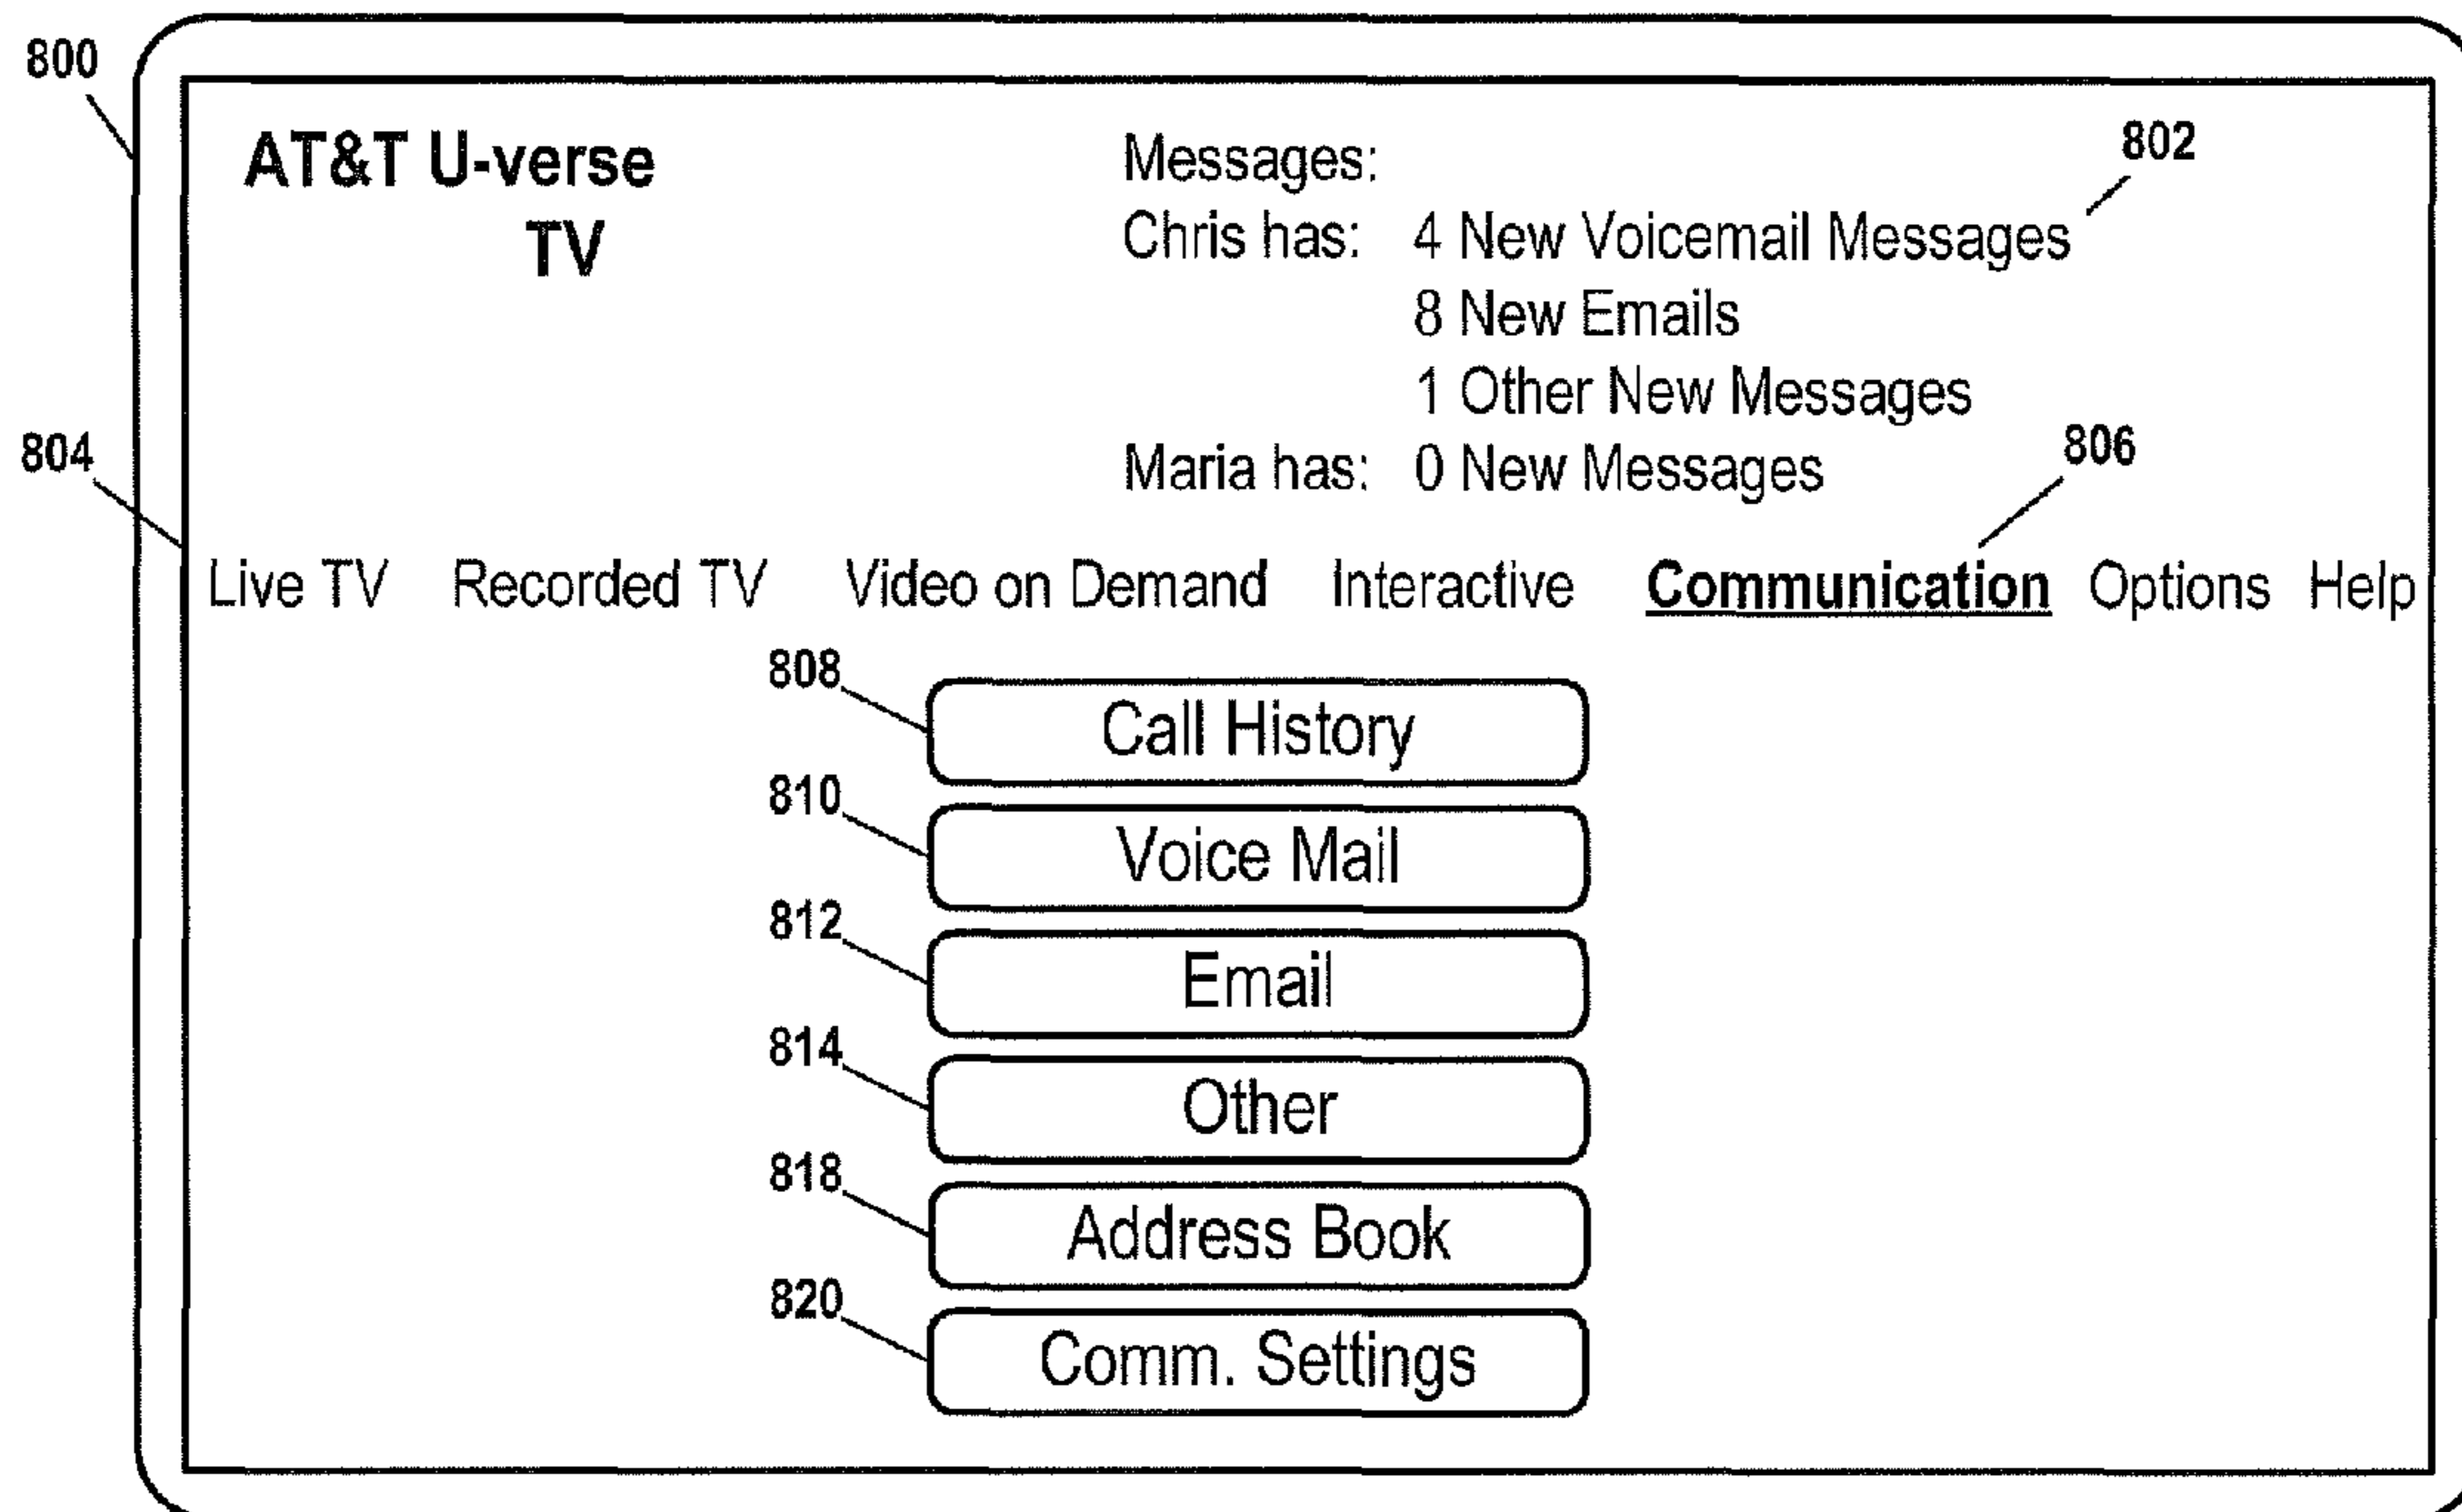 800
AT&T U-verse
TV
Messages:
802
Chris has: 4 New Voicemail Messages
8 New Emails
1 Other New Messages
804
Maria has: 0 New Messages
806
Live TV Recorded TV Video on Demand Interactive Communication Options Help
808
Call History
810
Voice Mail
812
Email
814
Other
818
Address Book
820
Comm. Settings